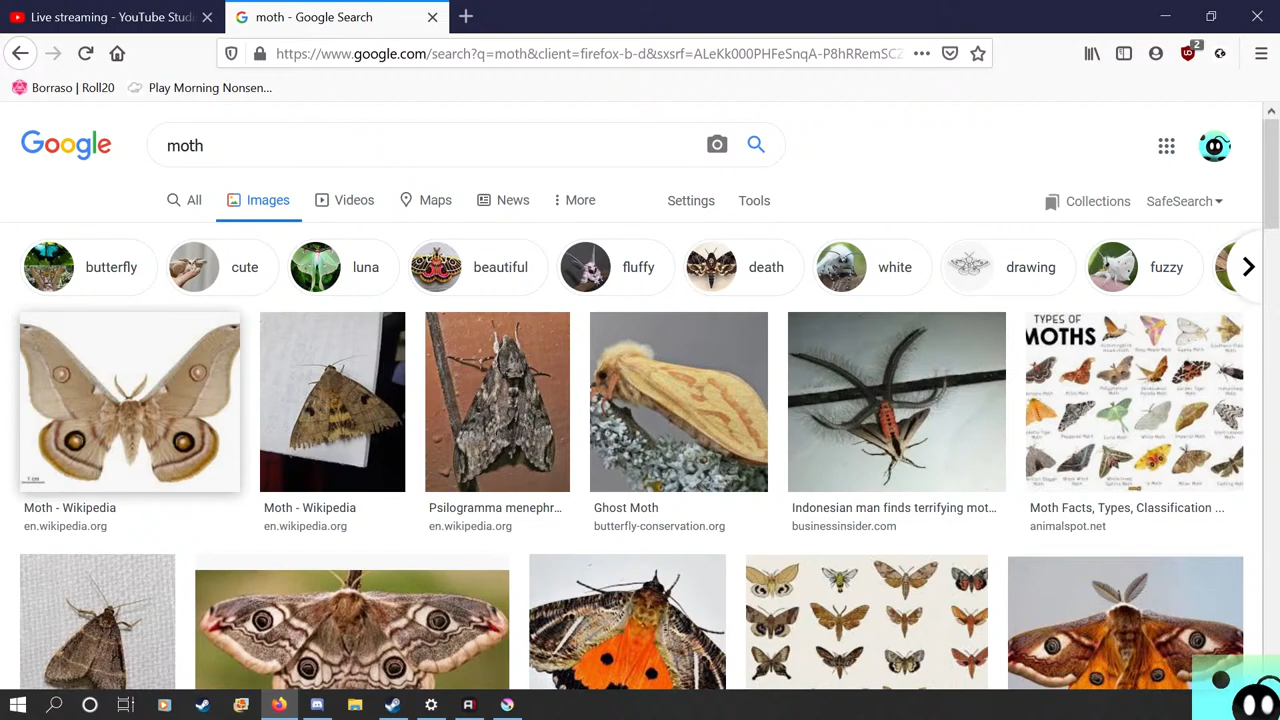 Live streaming - YouTube Studi
moth - Google Search
https://www.google.com/search?q=moth&client=firefox-b-d&sxsrf=ALeKk000PHFeSnqA-P8hRRemSCZ
2
Borraso | Roll20
Play Morning Nonsen...
Google
moth
All
Images
Videos
Maps
News
More
Settings
Tools
Collections
SafeSearch
butterfly
cute
luna
beautiful
fluffy
death
white
drawing
fuzzy
TYPES OF
MOTHS
1 cm
Moth - Wikipedia
en.wikipedia.org
Moth - Wikipedia
en.wikipedia.org
Psilogramma menephr...
en.wikipedia.org
Ghost Moth
butterfly-conservation.org
Indonesian man finds terrifying mot...
businessinsider.com
Moth Facts, Types, Classification ...
animalspot.net